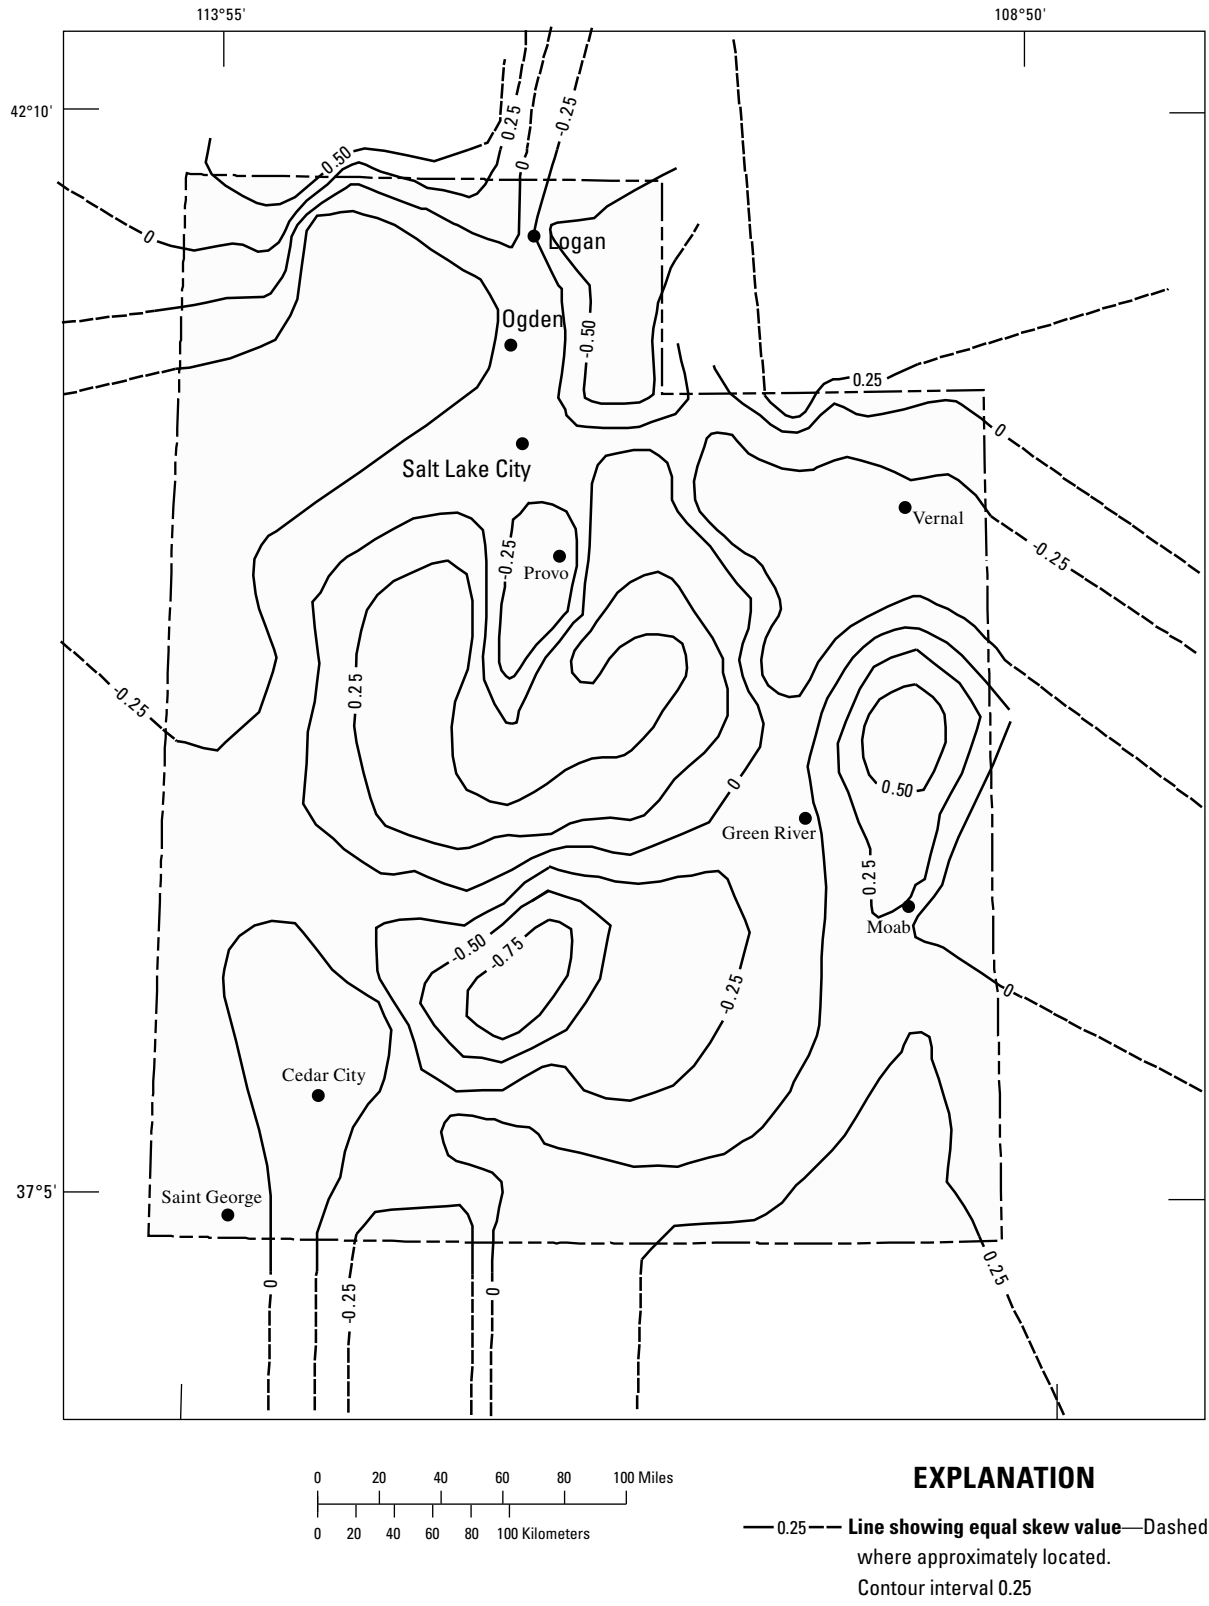 113°55'
108°50'
42°10'
0.25
-0.25
-0.50
0
0
Logan
Ogden
-0.50
0.25
0
Salt Lake City
Vernal
-0.25
-0.25
Provo
0.25
-0.25
0
0.50
Green River
0.25
Moab
-0.50
-0.75
-0.25
0
Cedar City
37°5'
Saint George
0.25
0
-0.25
0
0 20 40 60 80 100 Miles
0 20 40 60 80 100 Kilometers
EXPLANATION
0.25 Line showing equal skew value—Dashed
where approximately located.
Contour interval 0.25